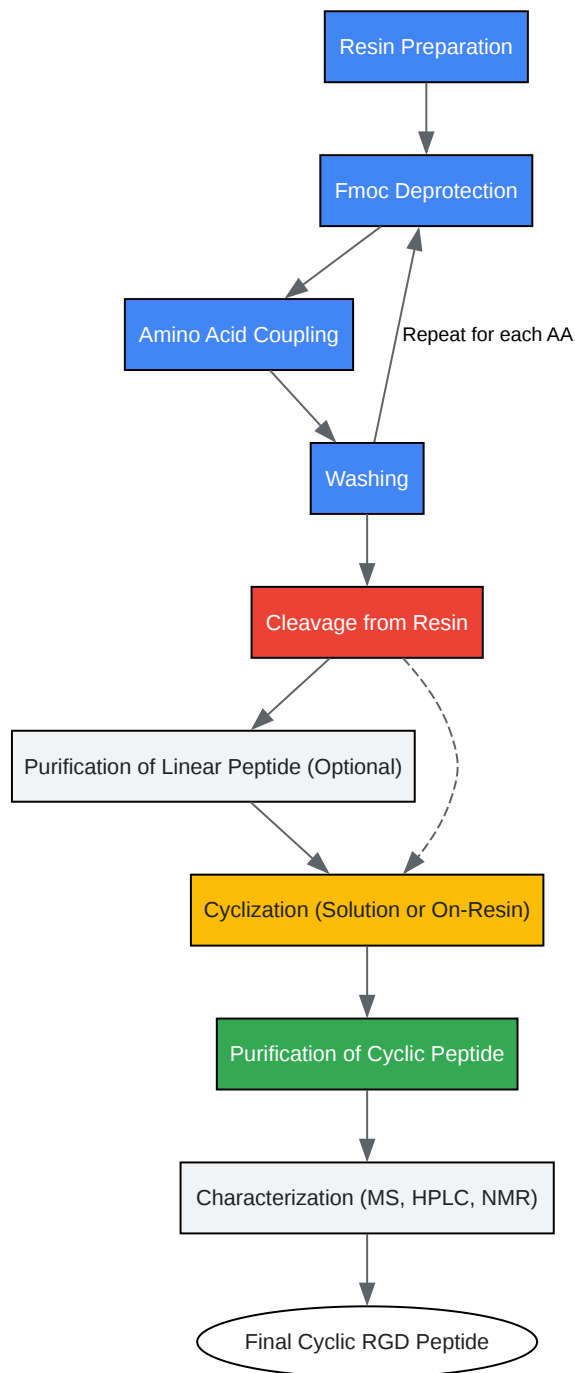 Resin Preparation
Fmoc Deprotection
Amino Acid Coupling
Repeat for each AA
Washing
Cleavage from Resin
Purification of Linear Peptide (Optional)
Cyclization (Solution or On-Resin)
Purification of Cyclic Peptide
Characterization (MS, HPLC, NMR)
Final Cyclic RGD Peptide